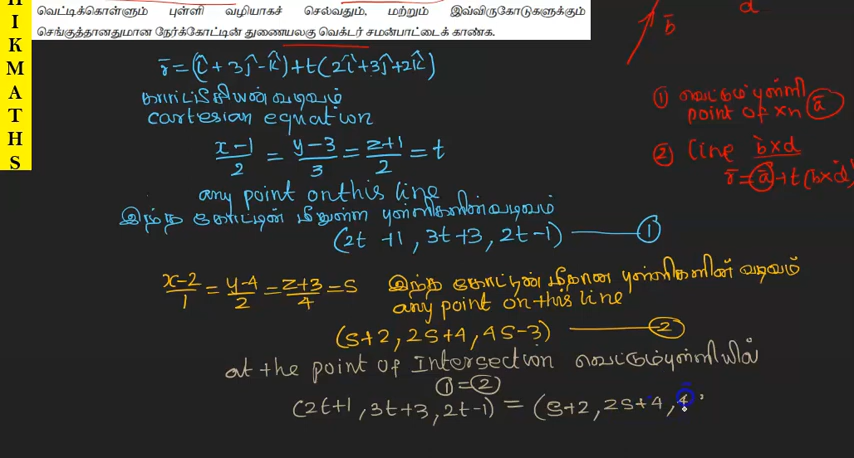 H
I
K
M
A
T
H
S
வெட்டிக்கொள்ளும் புள்ளி வழியாகச் செல்வதும், மற்றும் இவ்விருகோடுகளுக்கும்
செங்குத்தானதுமான நேர்க்கோட்டின் துணையலகு வெக்டர் சமன்பாட்டைக் காண்க.
d
b̄
r̄ = (î + 3ĵ - k̂) + t(2î + 3ĵ + 2k̂)
கார்டீசியன் வடிவம்
cartesian equation
x-1/2 = y-3/3 = z+1/2 = t
any point on this line
இந்த கோட்டின் மீதுள்ள புள்ளிகளின் வடிவம்
(2t+1, 3t+3, 2t-1) — ①
① வெட்டும் புள்ளி
point of xn ā
② Line b̄×d̄
r̄ = ā + t(b̄×d̄)
x-2/1 = y-4/2 = z+3/4 = s இந்த கோட்டின் மீதான புள்ளிகளின் வடிவம்
any point on this line
(s+2, 2s+4, 4s-3) — ②
at the point of Intersection வெட்டும்புள்ளியில்
① = ②
(2t+1, 3t+3, 2t-1) = (s+2, 2s+4, 4